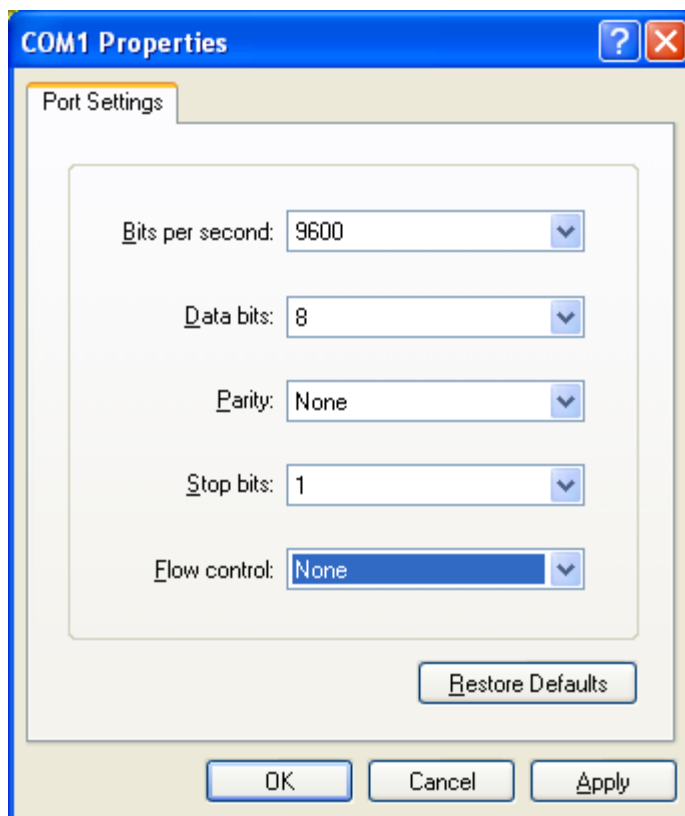 COM1 Properties
Port Settings
Bits per second: 9600
Data bits: 8
Parity: None
Stop bits: 1
Flow control: None
Restore Defaults
OK Cancel Apply